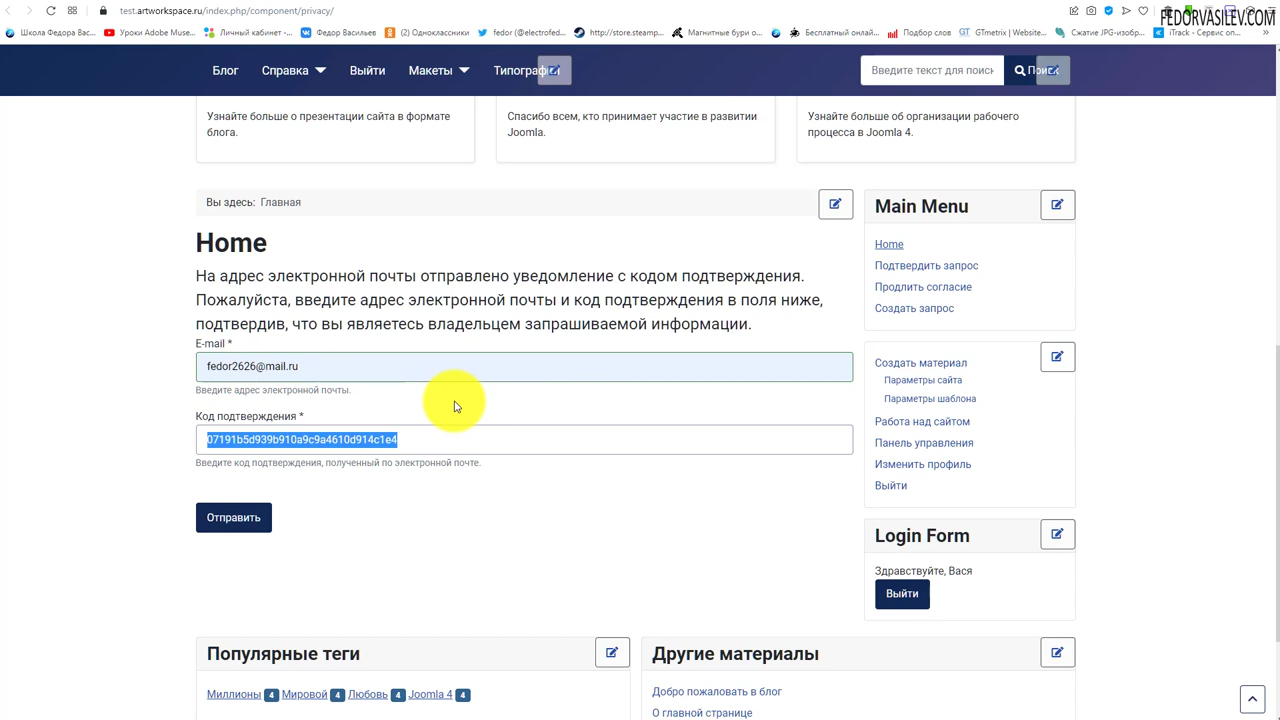 test.artworkspace.ru/index.php/component/privacy/
FEDORVASILEV.COM
Школа Федора Вас...
Уроки Adobe Muse...
Личный кабинет -...
Федор Васильев
(2) Одноклассники
fedor (@electrofed...
http://store.steamp...
Магнитные бури о...
Бесплатный онлай...
Подбор слов
GTmetrix | Website...
Сжатие JPG-изобр...
iTrack - Сервис оп...
Блог
Справка
Выйти
Макеты
Введите текст для поиск
Узнайте больше о презентации сайта в формате
блога.
Спасибо всем, кто принимает участие в развитии
Joomla.
Узнайте больше об организации рабочего
процесса в Joomla 4.
Вы здесь: Главная
Home
На адрес электронной почты отправлено уведомление с кодом подтверждения.
Пожалуйста, введите адрес электронной почты и код подтверждения в поля ниже,
подтвердив, что вы являетесь владельцем запрашиваемой информации.
E-mail *
fedor2626@mail.ru
Введите адрес электронной почты.
Код подтверждения *
07191b5d939b910a9c9a4610d914c1e4
Введите код подтверждения, полученный по электронной почте.
Отправить
Main Menu
Home
Подтвердить запрос
Продлить согласие
Создать запрос
Создать материал
Параметры сайта
Параметры шаблона
Работа над сайтом
Панель управления
Изменить профиль
Выйти
Login Form
Здравствуйте, Вася
Выйти
Популярные теги
Миллионы 4 Мировой 4 Любовь 4 Joomla 4 4
Другие материалы
Добро пожаловать в блог
О главной странице